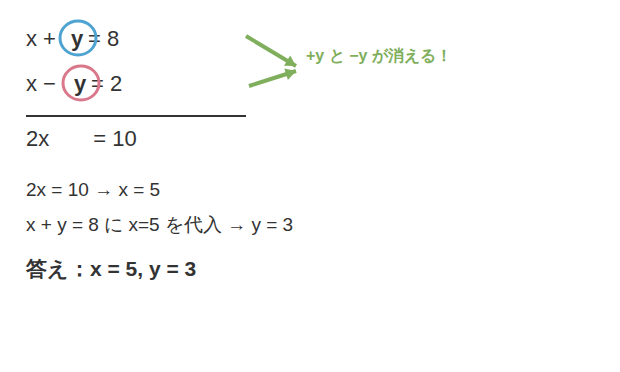 x + y = 8
+y と −y が消える！
x − y = 2
2x = 10
2x = 10 → x = 5
x + y = 8 に x=5 を代入 → y = 3
答え：x = 5, y = 3